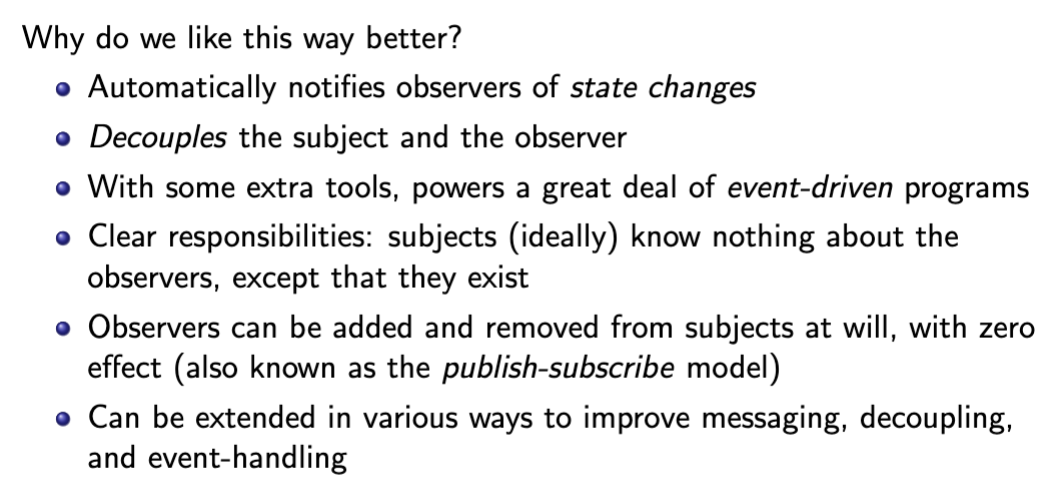 Why do we like this way better?
Automatically notifies observers of state changes
Decouples the subject and the observer
With some extra tools, powers a great deal of event-driven programs
Clear responsibilities: subjects (ideally) know nothing about the
observers, except that they exist
Observers can be added and removed from subjects at will, with zero
effect (also known as the publish-subscribe model)
Can be extended in various ways to improve messaging, decoupling,
and event-handling